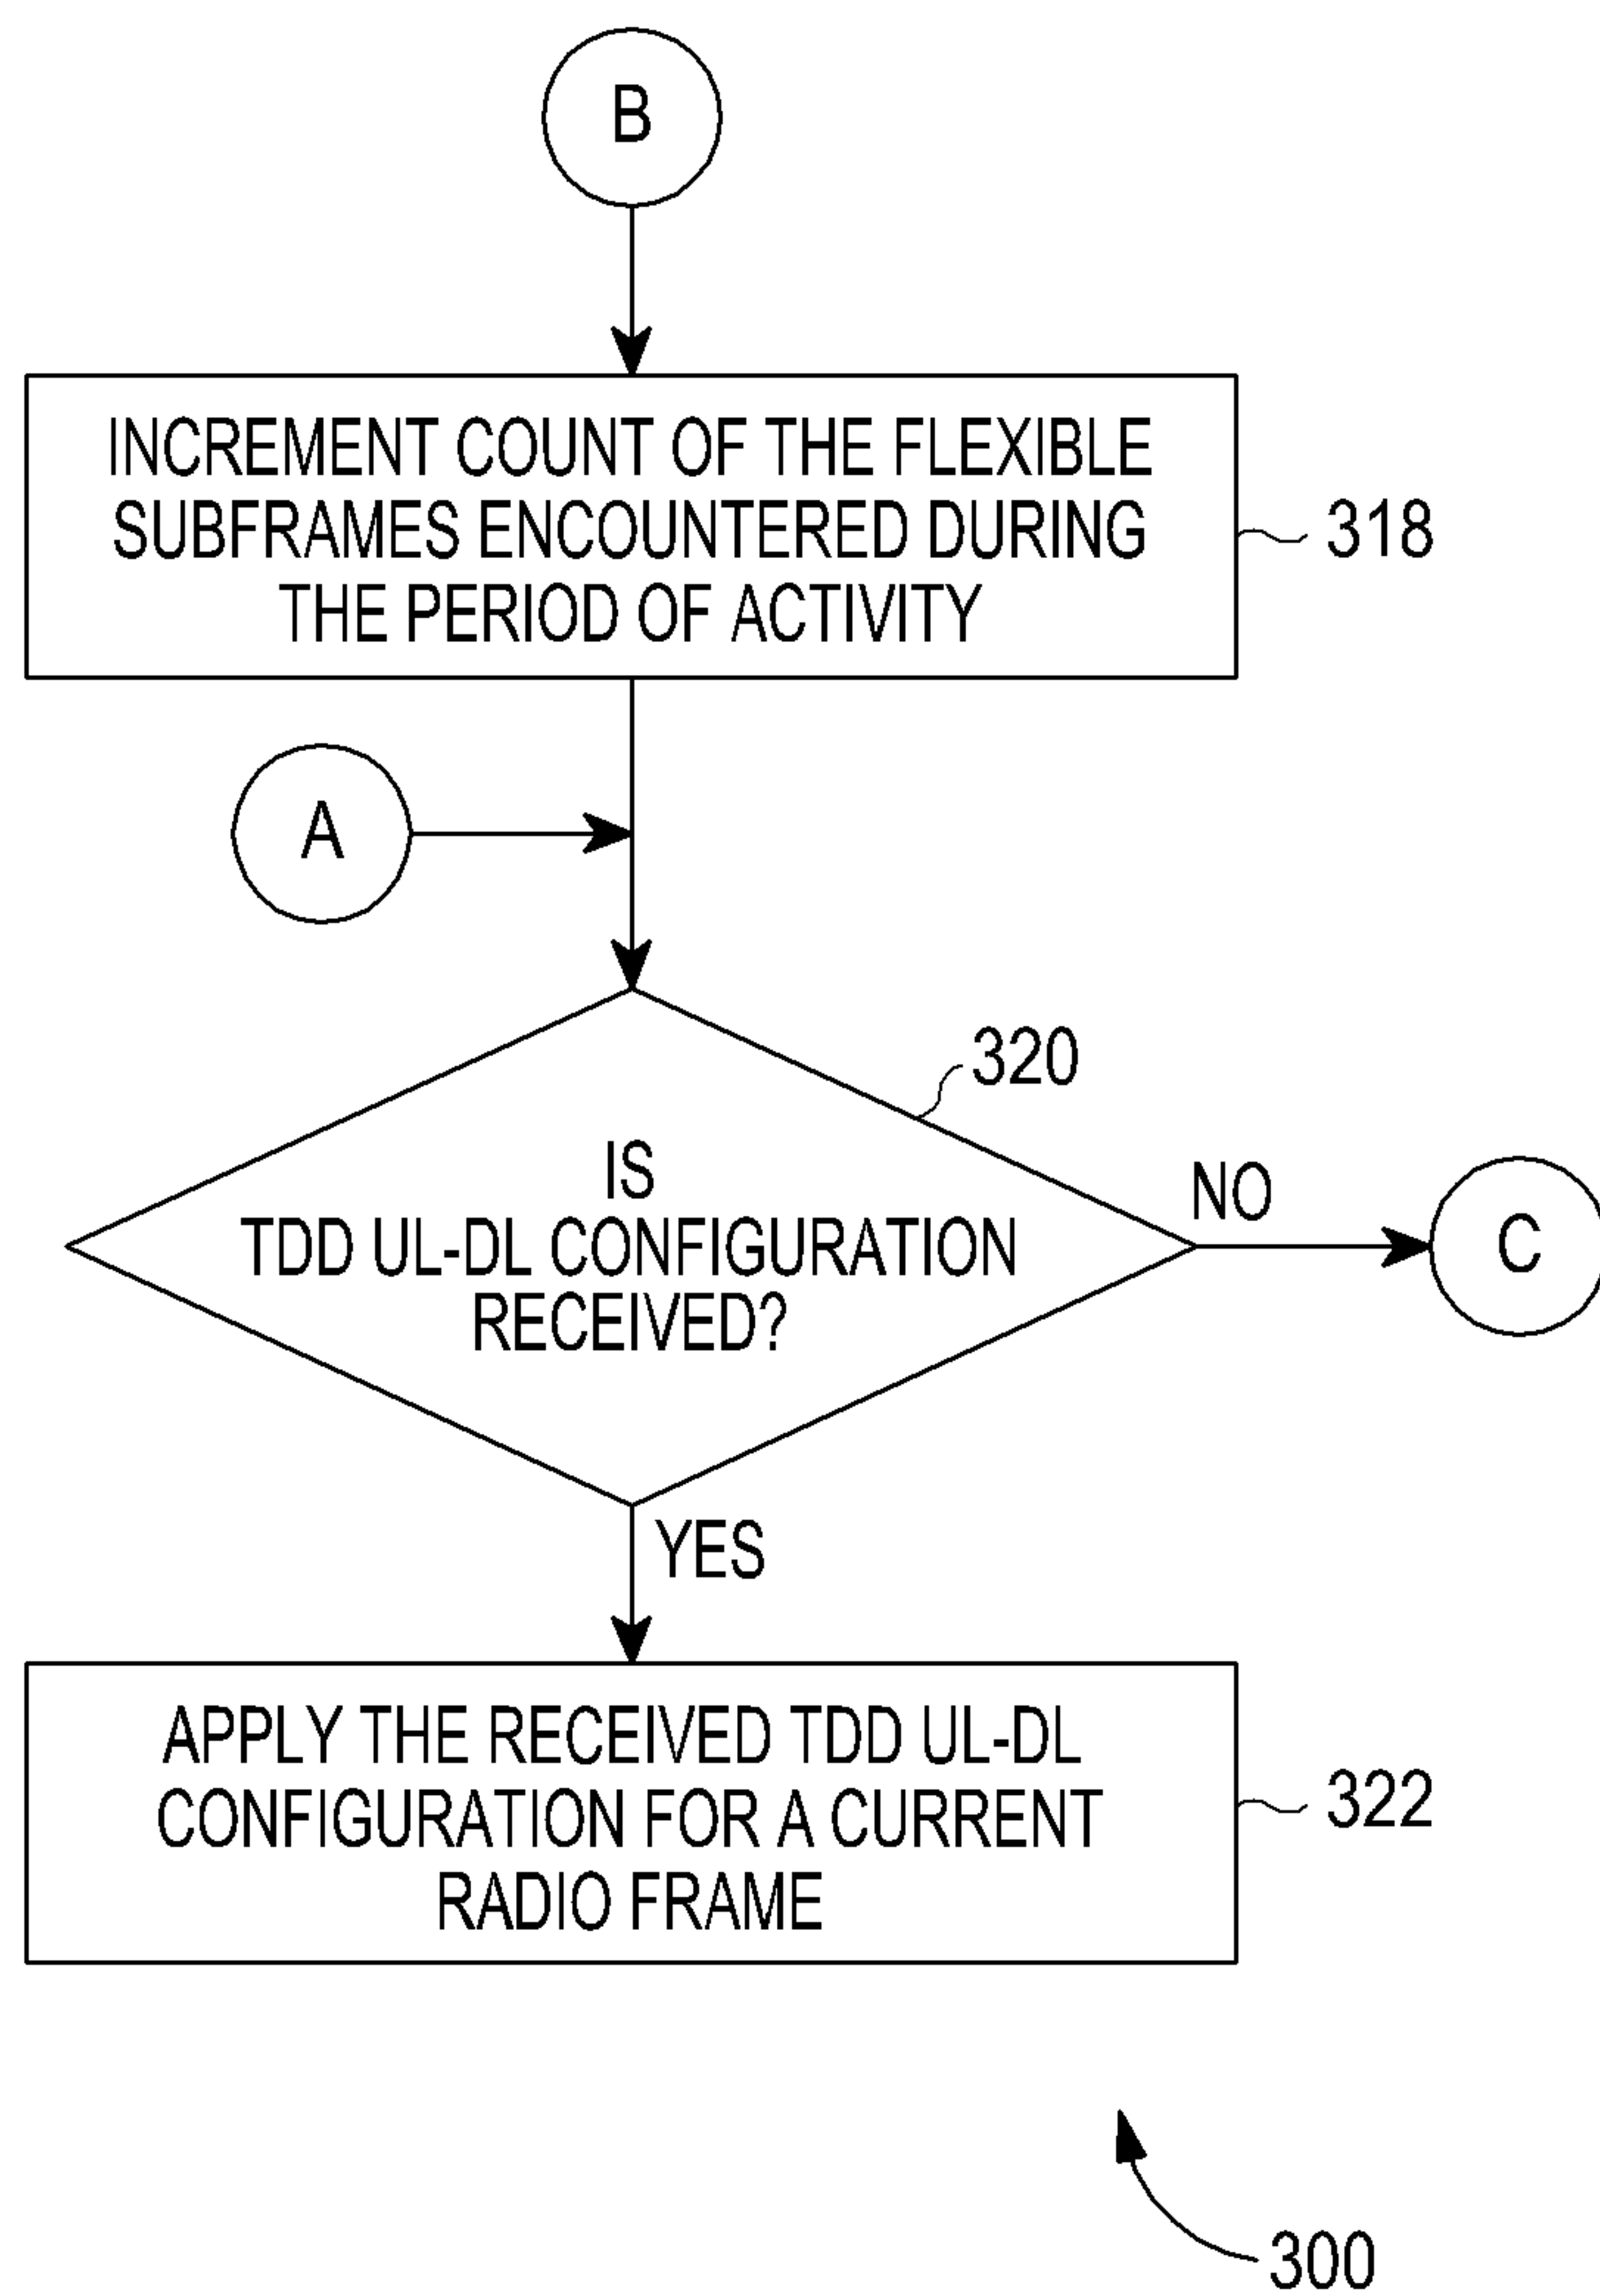 B
INCREMENT COUNT OF THE FLEXIBLE
SUBFRAMES ENCOUNTERED DURING
THE PERIOD OF ACTIVITY
318
A
320
IS
TDD UL-DL CONFIGURATION
RECEIVED?
NO
C
YES
APPLY THE RECEIVED TDD UL-DL
CONFIGURATION FOR A CURRENT
RADIO FRAME
322
300